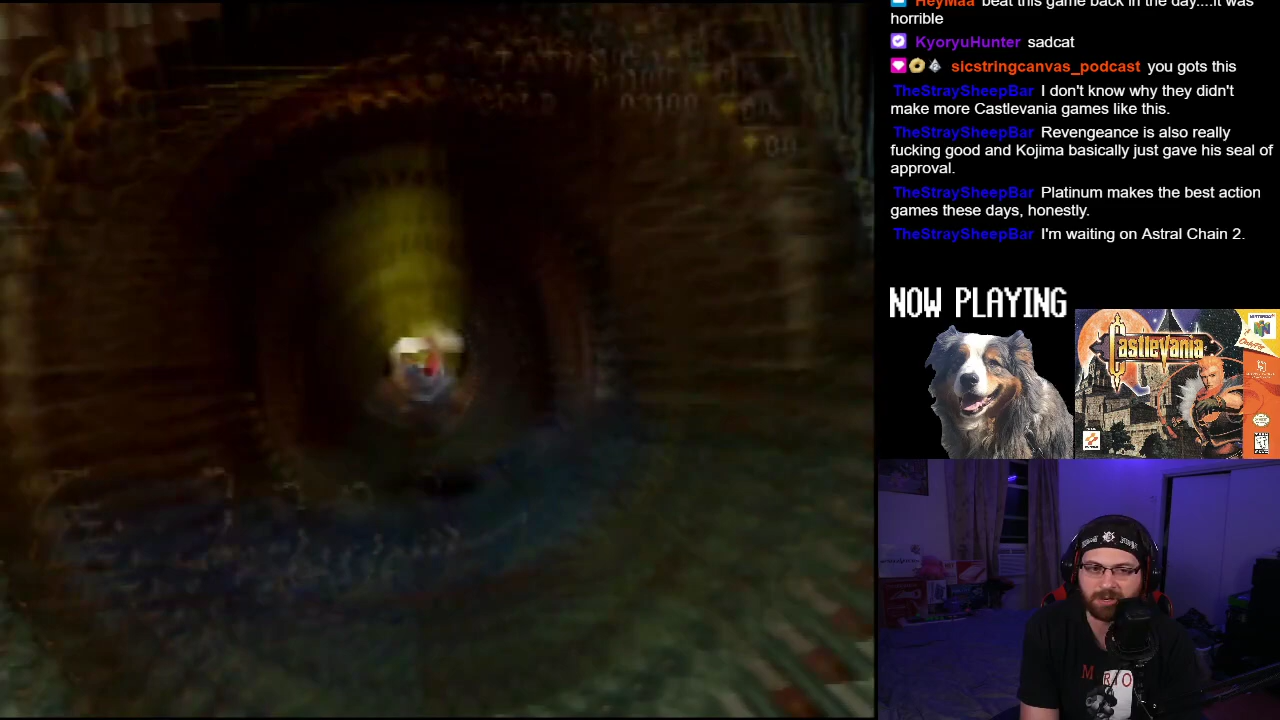 HeyMaa beat this game back in the day....it was
horrible
KyoryuHunter sadcat
sicstringcanvas_podcast you gots this
TheStraySheepBar I don't know why they didn't
make more Castlevania games like this.
TheStraySheepBar Revengeance is also really
fucking good and Kojima basically just gave his seal of
approval.
TheStraySheepBar Platinum makes the best action
games these days, honestly.
TheStraySheepBar I'm waiting on Astral Chain 2.
NOW PLAYING
Castlevania
GOLD 03100